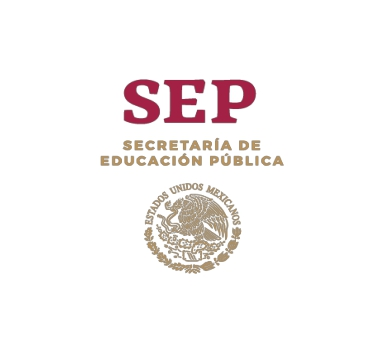 SEP
SECRETARÍA DE
EDUCACIÓN PÚBLICA
ESTADOS UNIDOS MEXICANOS